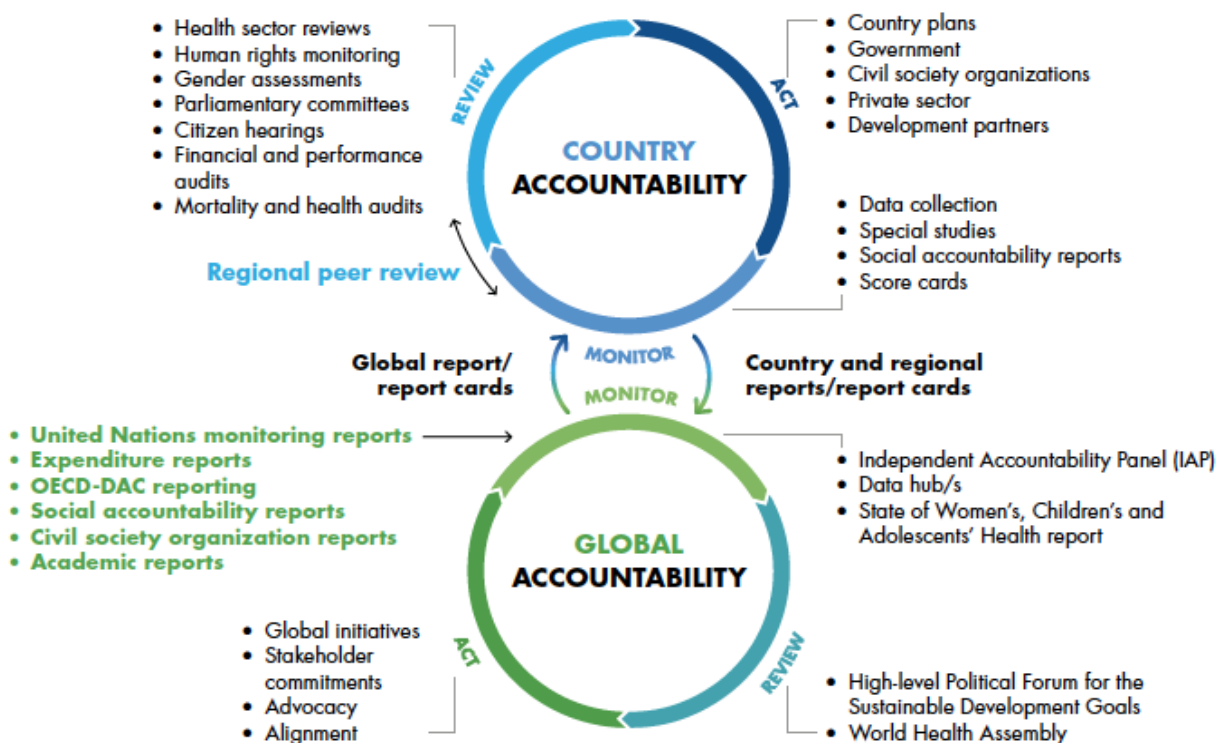 • Health sector reviews
• Human rights monitoring
• Gender assessments
• Parliamentary committees
• Citizen hearings
• Financial and performance
audits
• Mortality and health audits
REVIEW
ACT
• Country plans
• Government
• Civil society organizations
• Private sector
• Development partners
COUNTRY
ACCOUNTABILITY
• Data collection
• Special studies
• Social accountability reports
• Score cards
Regional peer review
MONITOR
Global report/
report cards
Country and regional
reports/report cards
MONITOR
• United Nations monitoring reports
• Expenditure reports
• OECD-DAC reporting
• Social accountability reports
• Civil society organization reports
• Academic reports
• Independent Accountability Panel (IAP)
• Data hub/s
• State of Women’s, Children’s and
Adolescents’ Health report
GLOBAL
ACCOUNTABILITY
• Global initiatives
• Stakeholder
commitments
• Advocacy
• Alignment
ACT
REVIEW
• High-level Political Forum for the
Sustainable Development Goals
• World Health Assembly